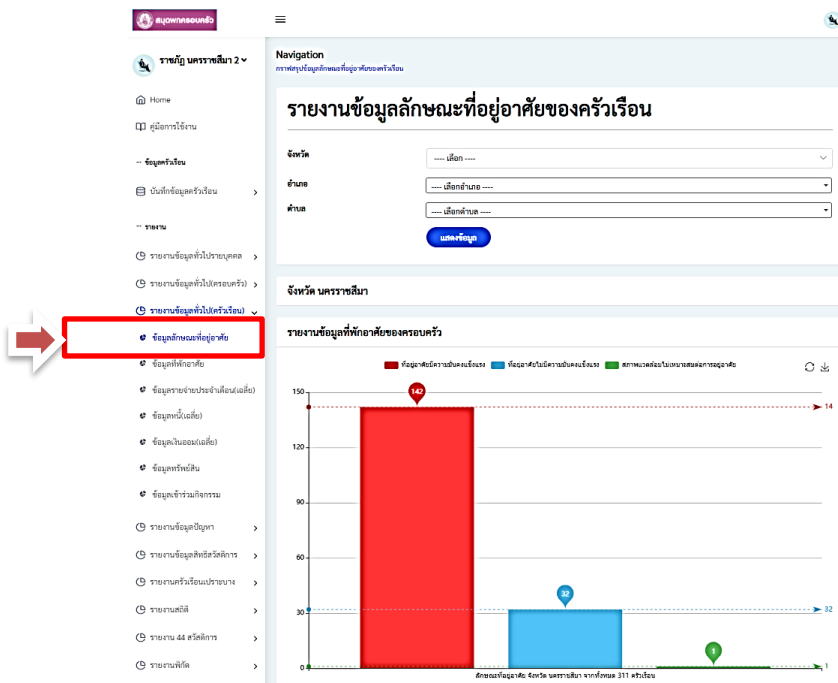 สมุดพกครอบครัว
ราชภัฏ นครราชสีมา 2
Home
คู่มือการใช้งาน
-- ข้อมูลครัวเรือน
บันทึกข้อมูลครัวเรือน
-- รายงาน
รายงานข้อมูลทั่วไปรายบุคคล
รายงานข้อมูลทั่วไป(ครอบครัว)
รายงานข้อมูลทั่วไป(ครัวเรือน)
ข้อมูลลักษณะที่อยู่อาศัย
ข้อมูลที่พักอาศัย
ข้อมูลรายจ่ายประจำเดือน(เฉลี่ย)
ข้อมูลหนี้(เฉลี่ย)
ข้อมูลเงินออม(เฉลี่ย)
ข้อมูลทรัพย์สิน
ข้อมูลเข้าร่วมกิจกรรม
รายงานข้อมูลปัญหา
รายงานข้อมูลสิทธิสวัสดิการ
รายงานครัวเรือนเปราะบาง
รายงานสถิติ
รายงาน 44 สวัสดิการ
รายงานพิกัด
Navigation
กราฟสรุปข้อมูลลักษณะที่อยู่อาศัยของครัวเรือน
รายงานข้อมูลลักษณะที่อยู่อาศัยของครัวเรือน
จังหวัด
---- เลือก ----
อำเภอ
---- เลือกอำเภอ ----
ตำบล
---- เลือกตำบล ----
แสดงข้อมูล
จังหวัด นครราชสีมา
รายงานข้อมูลที่พักอาศัยของครอบครัว
ที่อยู่อาศัยมีความมั่นคงแข็งแรง ที่อยู่อาศัยไม่มีความมั่นคงแข็งแรง สภาพแวดล้อมไม่เหมาะสมต่อการอยู่อาศัย
150
142
14
120
90
60
32
30
32
1
0
1
ลักษณะที่อยู่อาศัย จังหวัด นครราชสีมา จากทั้งหมด 311 ครัวเรือน